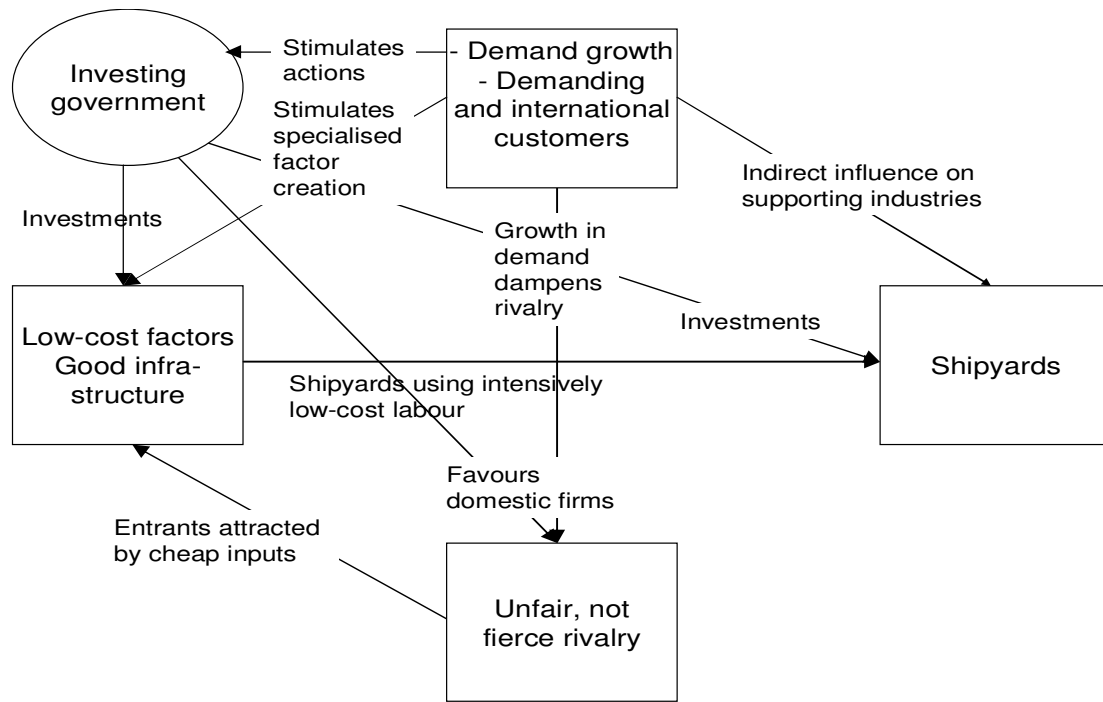 Investing
government
Stimulates
actions
- Demand growth
- Demanding
and international
customers
Stimulates
specialised
factor
creation
Indirect influence on
supporting industries
Investments
Growth in
demand
dampens
rivalry
Investments
Low-cost factors
Good infra-
structure
Shipyards using intensively
low-cost labour
Shipyards
Favours
domestic firms
Entrants attracted
by cheap inputs
Unfair, not
fierce rivalry